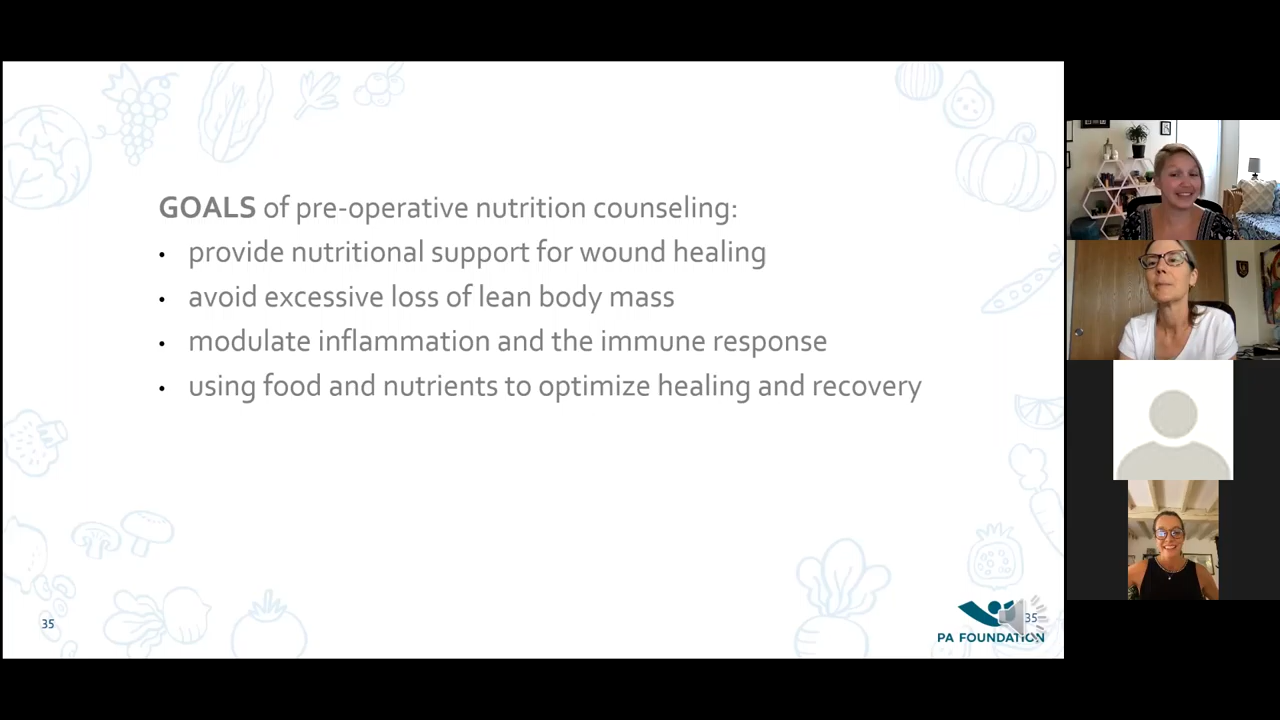 GOALS of pre-operative nutrition counseling:
• provide nutritional support for wound healing
• avoid excessive loss of lean body mass
• modulate inflammation and the immune response
• using food and nutrients to optimize healing and recovery
35
35
PA FOUNDATION